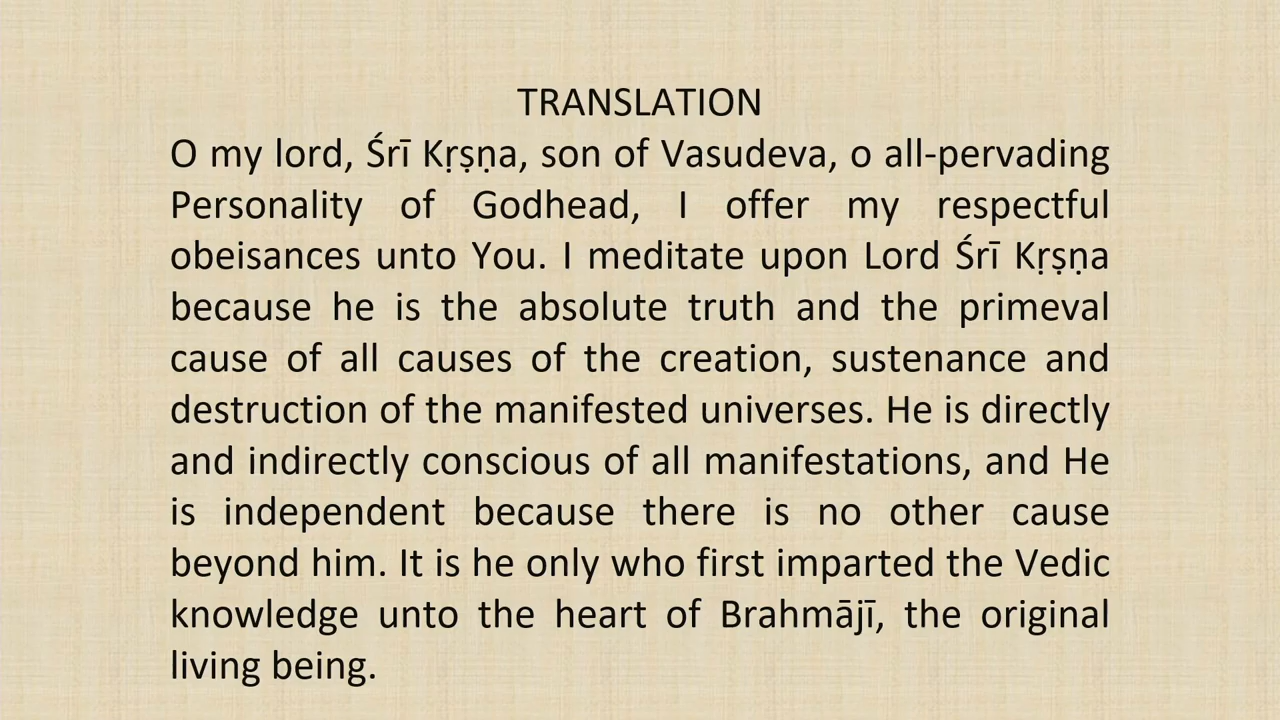 TRANSLATION
O my lord, Śrī Kṛṣṇa, son of Vasudeva, o all-pervading
Personality of Godhead, I offer my respectful
obeisances unto You. I meditate upon Lord Śrī Kṛṣṇa
because he is the absolute truth and the primeval
cause of all causes of the creation, sustenance and
destruction of the manifested universes. He is directly
and indirectly conscious of all manifestations, and He
is independent because there is no other cause
beyond him. It is he only who first imparted the Vedic
knowledge unto the heart of Brahmājī, the original
living being.